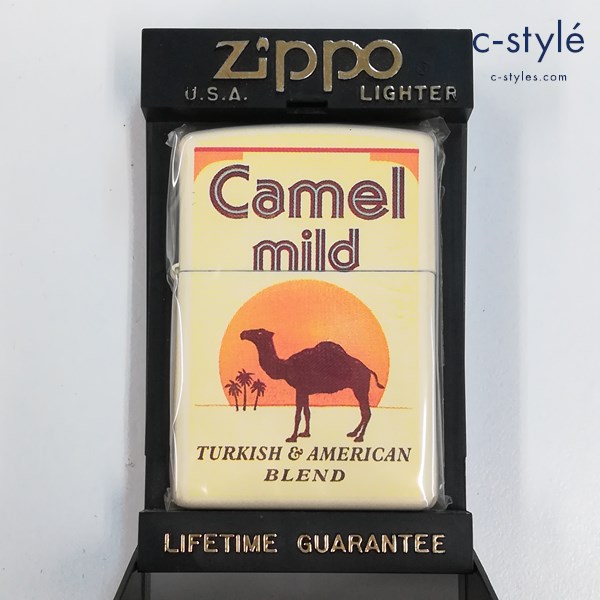 c-stylé
c-styles.com
zippo
U.S.A. LIGHTER
Camel
mild
TURKISH & AMERICAN
BLEND
LIFETIME GUARANTEE